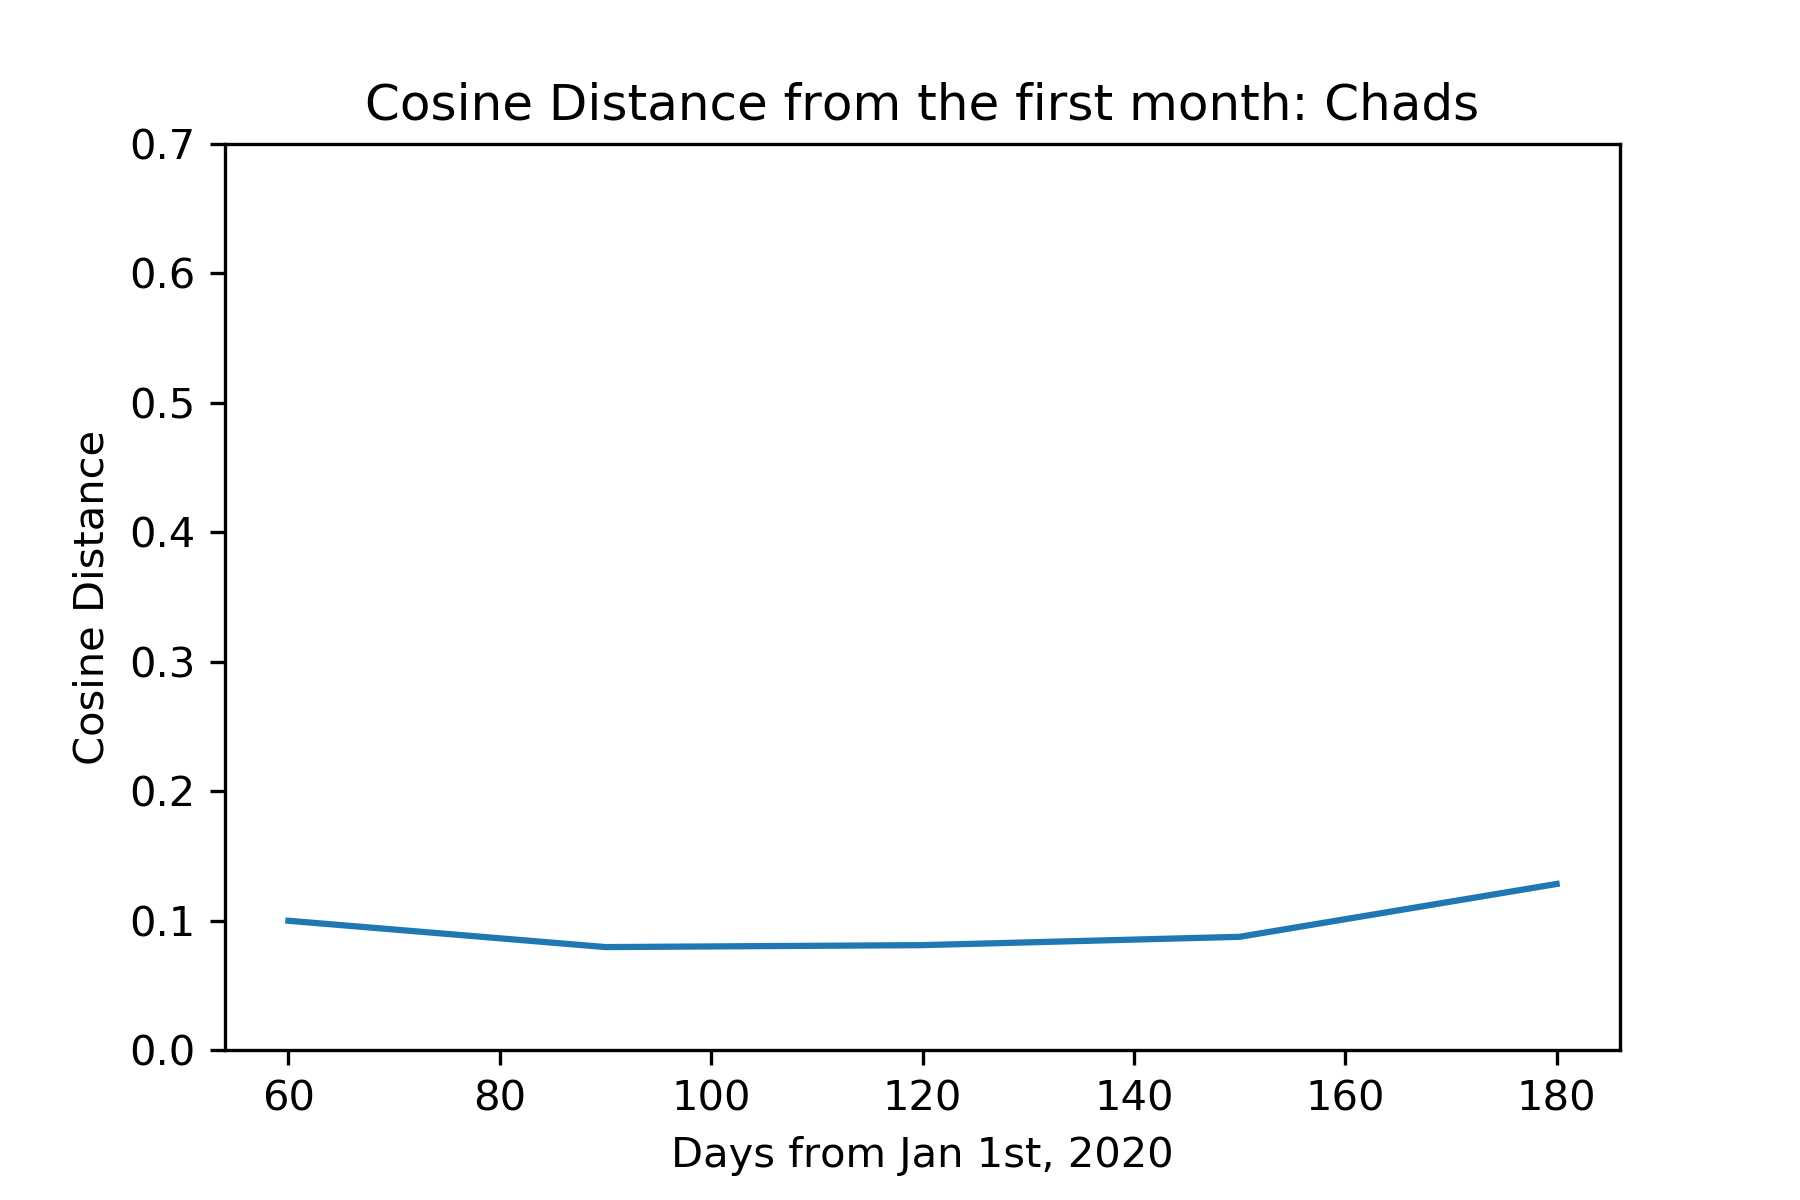 Cosine Distance from the first month: Chads
0.7
0.6
0.5
0.4
0.3
0.2
0.1
0.0
Cosine Distance
60 80 100 120 140 160 180
Days from Jan 1st, 2020